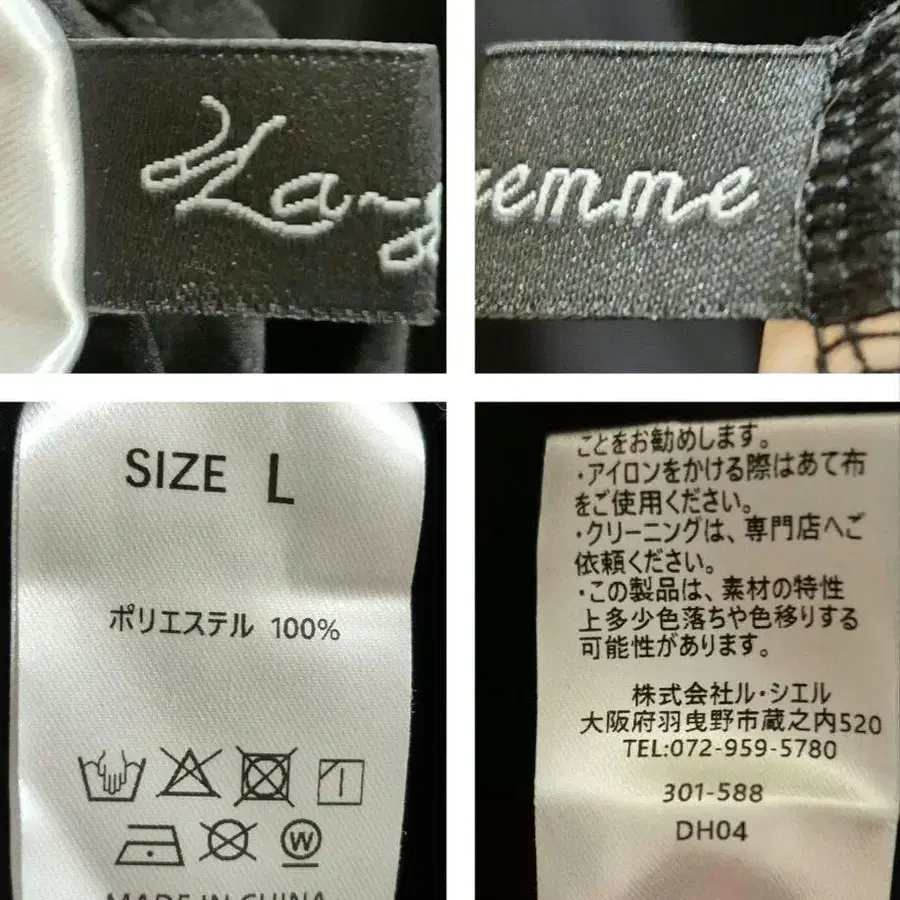 emme
SIZE L
ポリエステル 100%
W
MADE IN CHINA
ことをお勧めします。
・アイロンをかける際はあて布
をご使用ください。
・クリーニングは、専門店へご
依頼ください。
・この製品は、素材の特性
上多少色落ちや色移りする
可能性があります。
株式会社ル・シエル
大阪府羽曳野市蔵之内520
TEL:072-959-5780
301-588
DH04